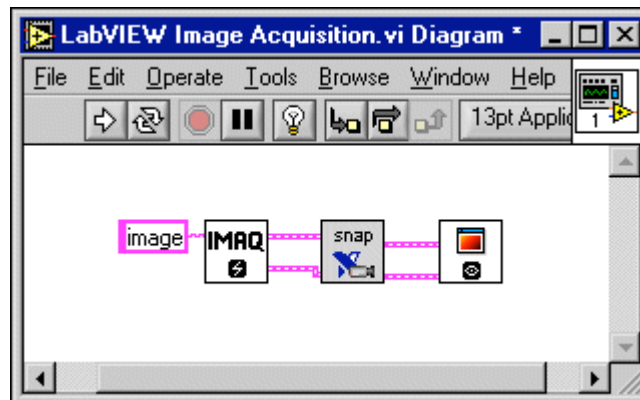 LabVIEW Image Acquisition.vi Diagram *
File Edit Operate Tools Browse Window Help
13pt Applic
1
image
IMAQ
snap